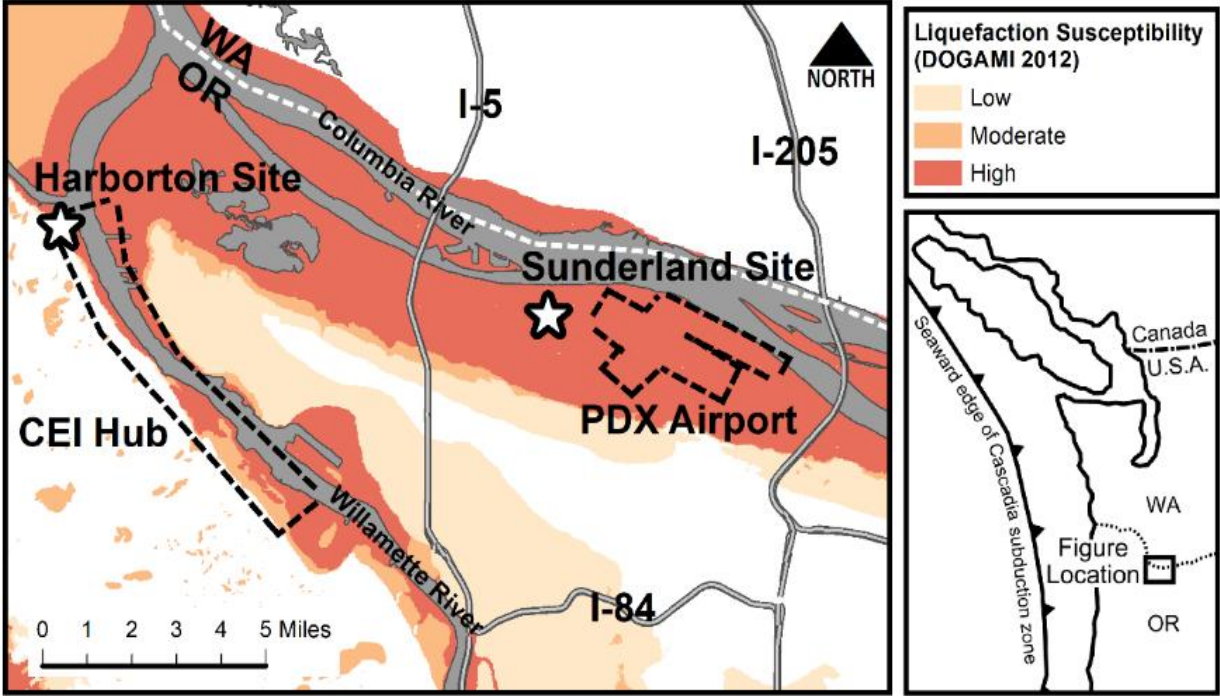 WA
OR
NORTH
I-5
I-205
Columbia River
Harborton Site
Sunderland Site
PDX Airport
CEI Hub
Willamette River
I-84
0 1 2 3 4 5 Miles
Liquefaction Susceptibility
(DOGAMI 2012)
Low
Moderate
High
Canada
U.S.A.
Seaward edge of Cascadia subduction zone
WA
Figure
Location
OR